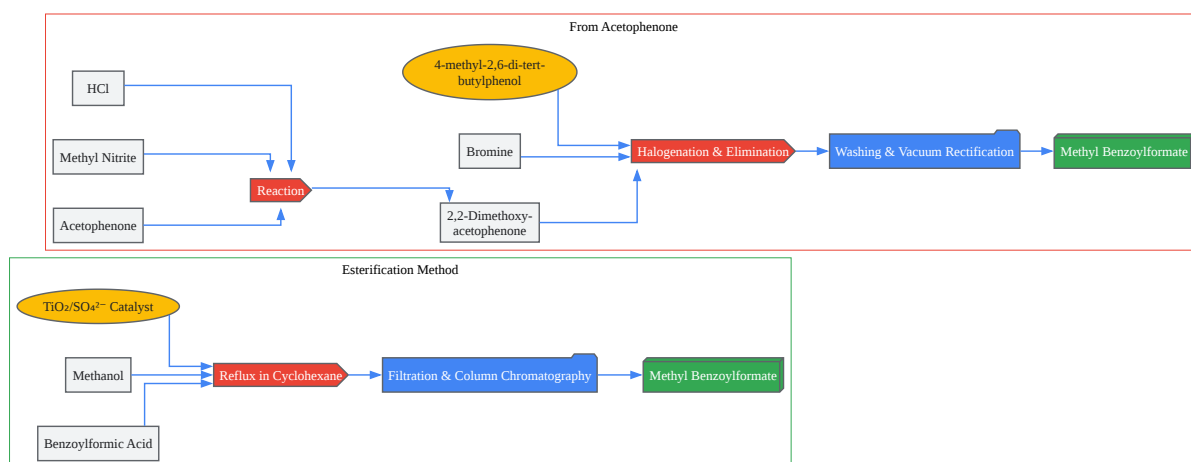 From Acetophenone
4-methyl-2,6-di-tert-
butylphenol
HCl
Bromine
Halogenation & Elimination
Washing & Vacuum Rectification
Methyl Benzoylformate
Methyl Nitrite
Reaction
Acetophenone
2,2-Dimethoxy-
acetophenone
Esterification Method
TiO₂/SO₄²⁻ Catalyst
Methanol
Reflux in Cyclohexane
Filtration & Column Chromatography
Methyl Benzoylformate
Benzoylformic Acid